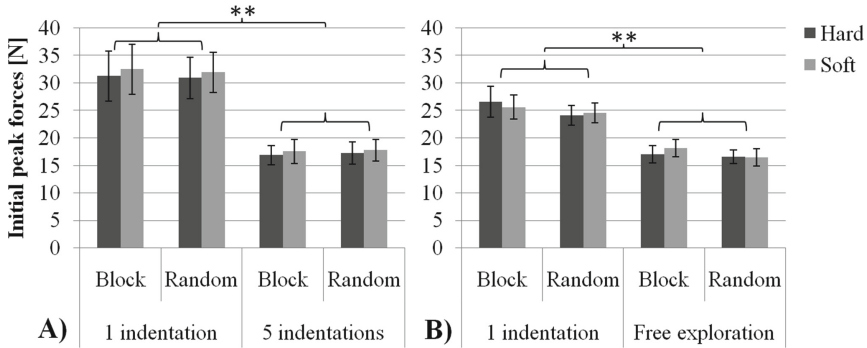 Initial peak forces [N]
40
35
30
25
20
15
10
5
0
**
Block Random Block Random
1 indentation 5 indentations
A)
40
35
30
25
20
15
10
5
0
**
Block Random Block Random
1 indentation Free exploration
B)
Hard
Soft